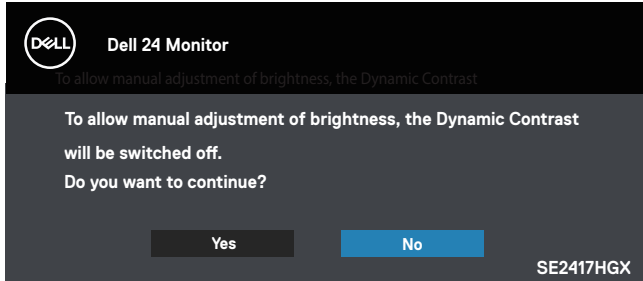 DELL
Dell 24 Monitor
To allow manual adjustment of brightness, the Dynamic Contrast
To allow manual adjustment of brightness, the Dynamic Contrast
will be switched off.
Do you want to continue?
Yes
No
SE2417HGX